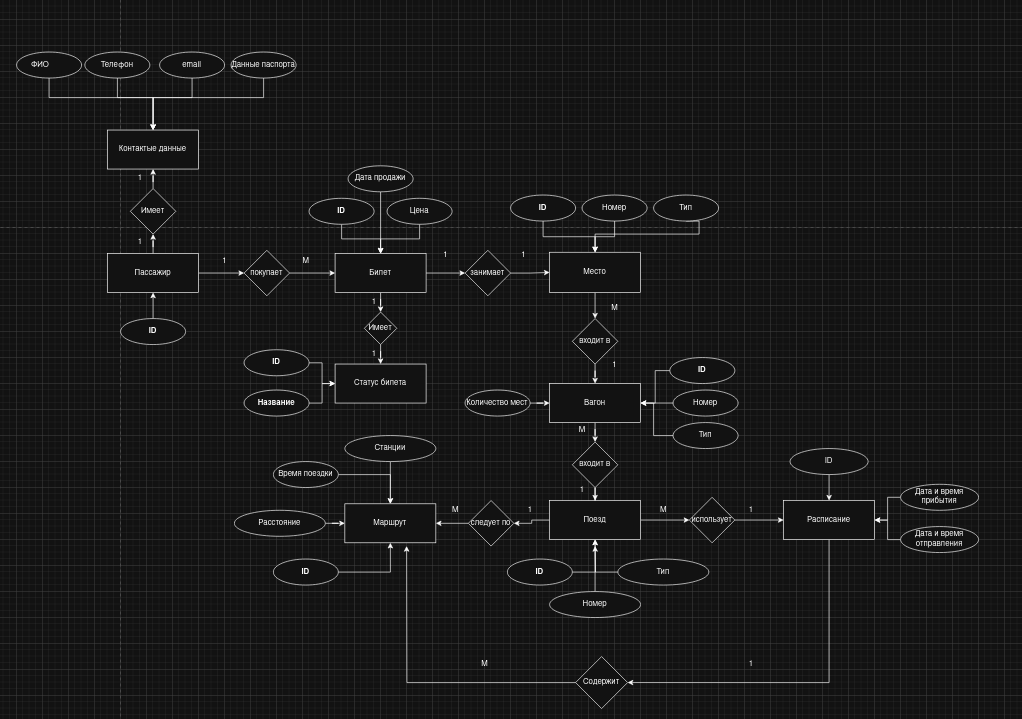 ФИО
Телефон
email
Данные паспорта
Контактые данные
1
Имеет
1
Дата продажи
ID
Цена
ID
Номер
Тип
Пассажир
1
покупает
М
Билет
1
занимает
1
Место
ID
1
Имеет
1
М
входит в
1
ID
Название
Статус билета
Количество мест
Вагон
ID
Номер
Тип
М
входит в
1
Станции
Время поездки
Расстояние
ID
Маршрут
М
следует по
1
Поезд
М
использует
1
Расписание
ID
Дата и время
прибытия
Дата и время
отправления
ID
Тип
Номер
М
Содержит
1